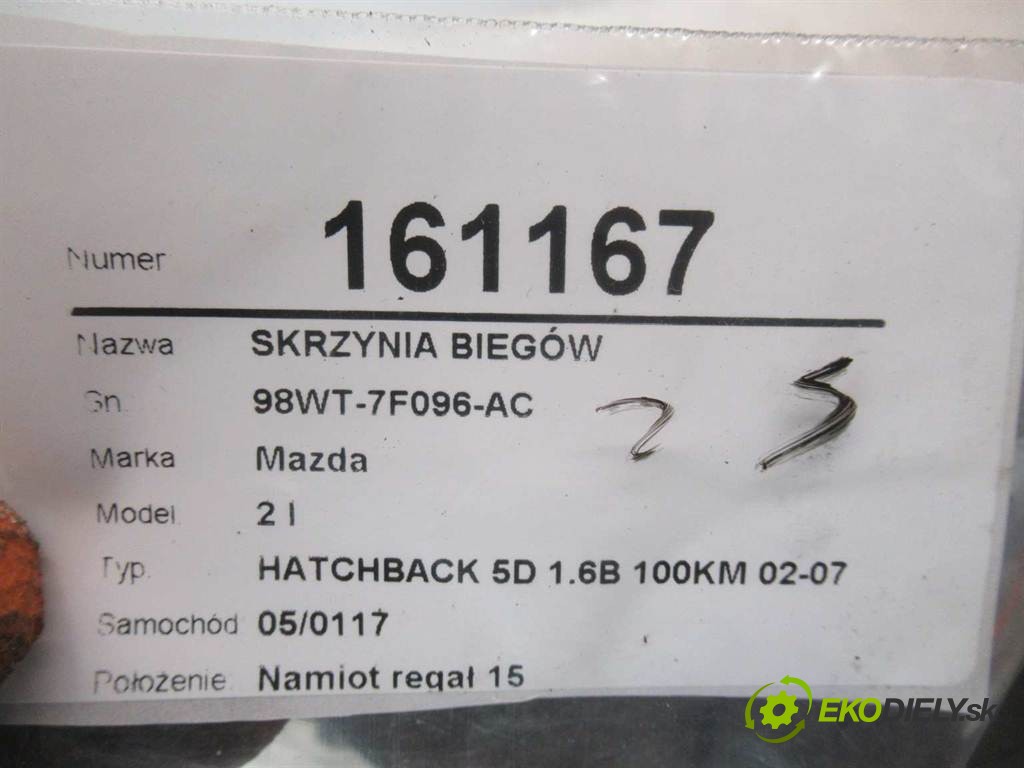 Numer 161167
Nazwa SKRZYNIA BIEGÓW
Sn. 98WT-7F096-AC
Marka Mazda
Model 2 I
Typ. HATCHBACK 5D 1.6B 100KM 02-07
Samochód 05/0117
Położenie Namiot regał 15
EKODIELY.sk